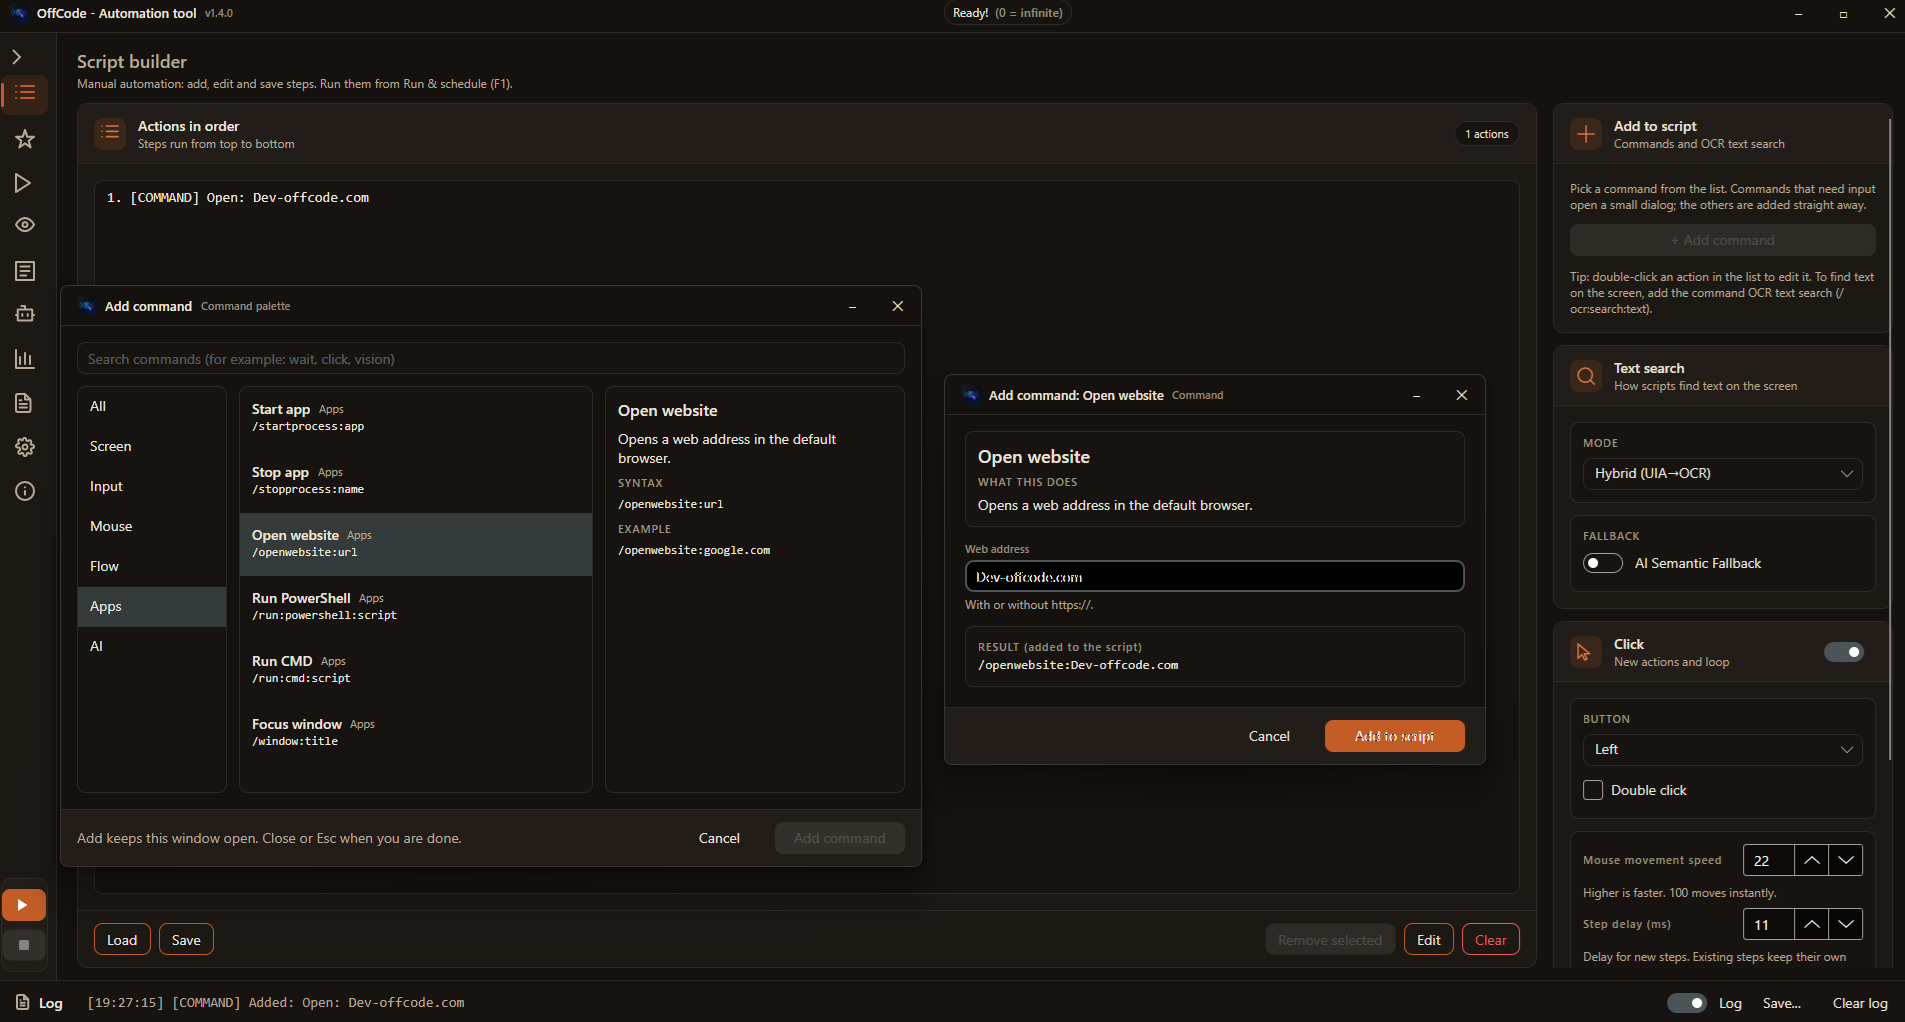 OffCode - Automation tool v1.4.0
Ready! (0 = infinite)
Script builder
Manual automation: add, edit and save steps. Run them from Run & schedule (F1).
Actions in order
Steps run from top to bottom
1 actions
1. [COMMAND] Open: Dev-offcode.com
Add command Command palette
Search commands (for example: wait, click, vision)
All
Screen
Input
Mouse
Flow
Apps
AI
Start app Apps
/startprocess:app
Stop app Apps
/stopprocess:name
Open website Apps
/openwebsite:url
Run PowerShell Apps
/run:powershell:script
Run CMD Apps
/run:cmd:script
Focus window Apps
/window:title
Open website
Opens a web address in the default
browser.
SYNTAX
/openwebsite:url
EXAMPLE
/openwebsite:google.com
Add keeps this window open. Close or Esc when you are done.
Cancel
Add command
Add command: Open website Command
Open website
WHAT THIS DOES
Opens a web address in the default browser.
Web address
Dev-offcode.com
With or without https://.
RESULT (added to the script)
/openwebsite:Dev-offcode.com
Cancel
Add to script
Load
Save
Remove selected
Edit
Clear
Add to script
Commands and OCR text search
Pick a command from the list. Commands that need input
open a small dialog; the others are added straight away.
+ Add command
Tip: double-click an action in the list to edit it. To find text
on the screen, add the command OCR text search (/
ocr:search:text).
Text search
How scripts find text on the screen
MODE
Hybrid (UIA→OCR)
FALLBACK
AI Semantic Fallback
Click
New actions and loop
BUTTON
Left
Double click
Mouse movement speed 22
Higher is faster. 100 moves instantly.
Step delay (ms) 11
Delay for new steps. Existing steps keep their own
Log [19:27:15] [COMMAND] Added: Open: Dev-offcode.com
Log
Save...
Clear log